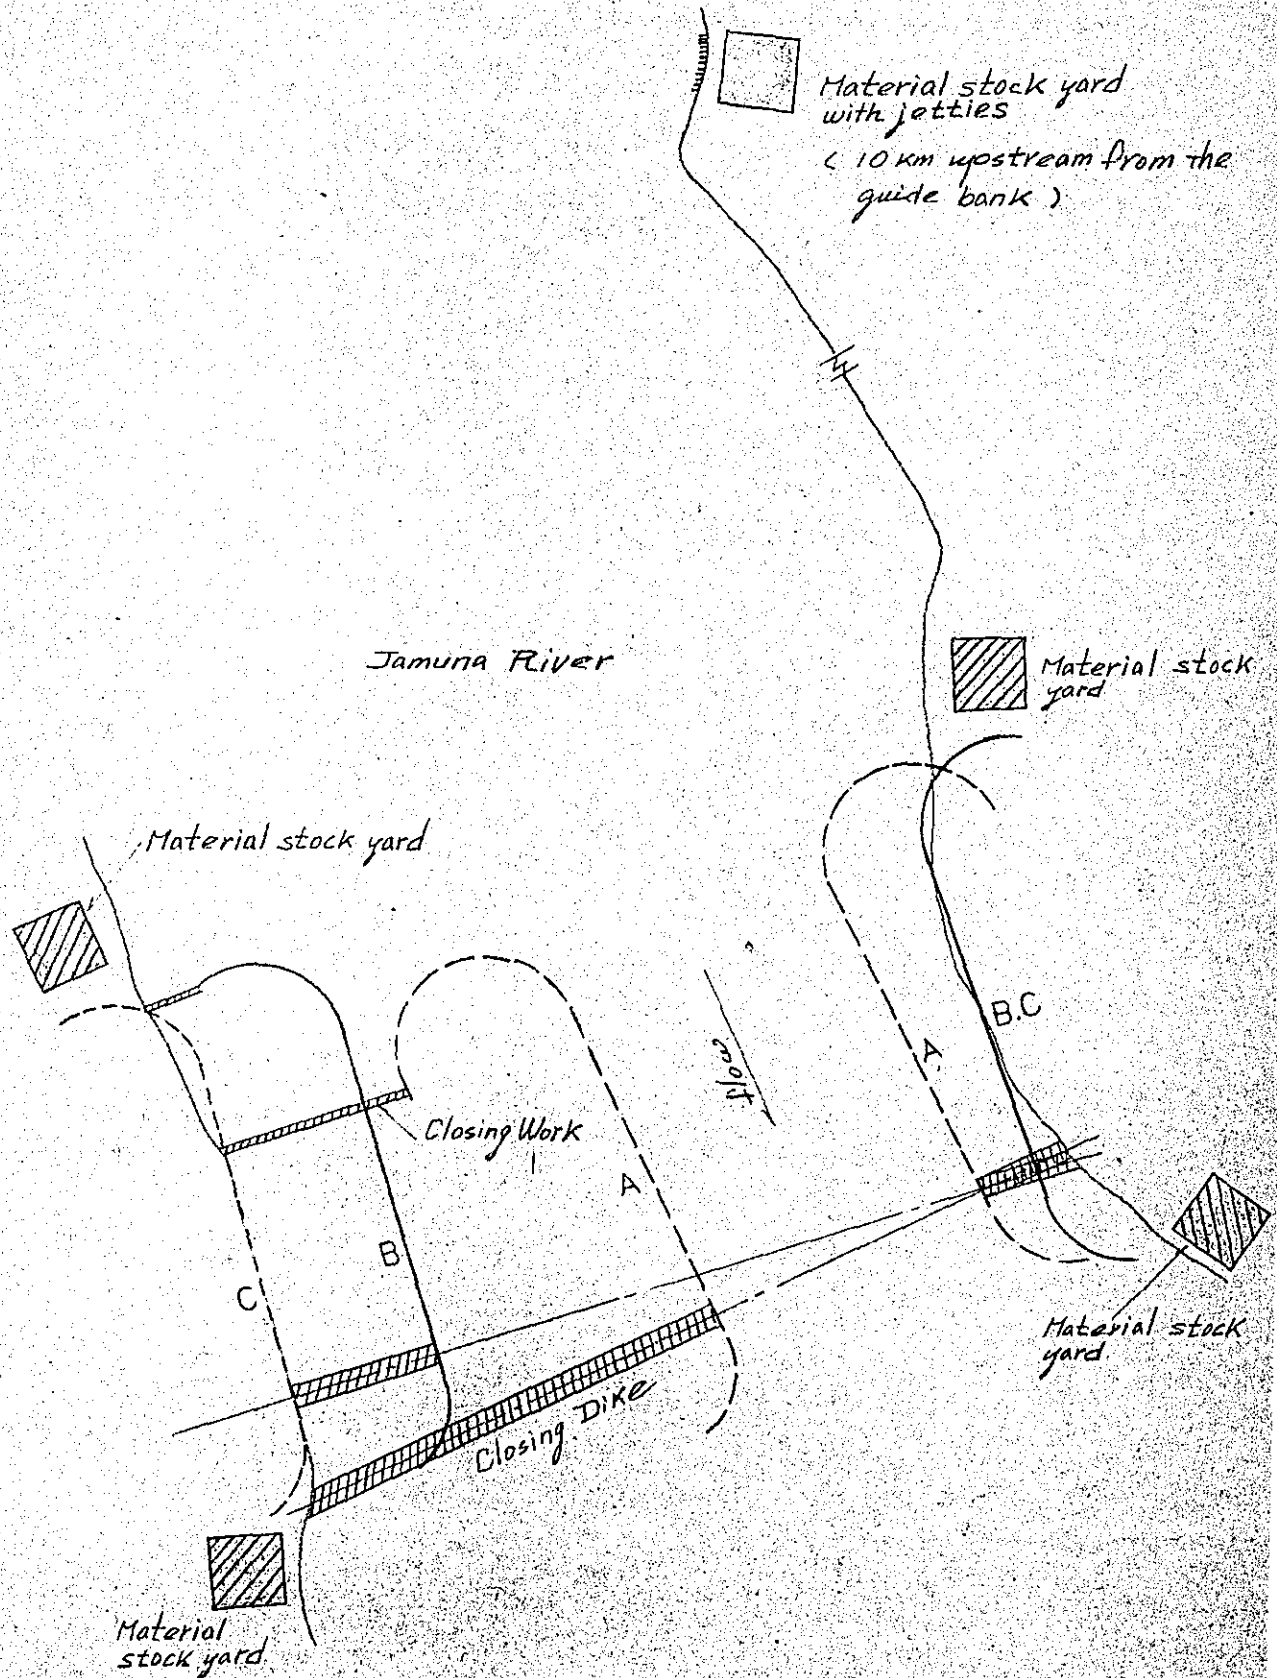 Material stock yard
with jetties
( 10 km upstream from the
guide bank )
Jamuna River
Material stock
yard
Material stock yard
B.C
A
flow
Closing Work
A
B
C
Material stock
yard
Closing Dike
Material
stock yard